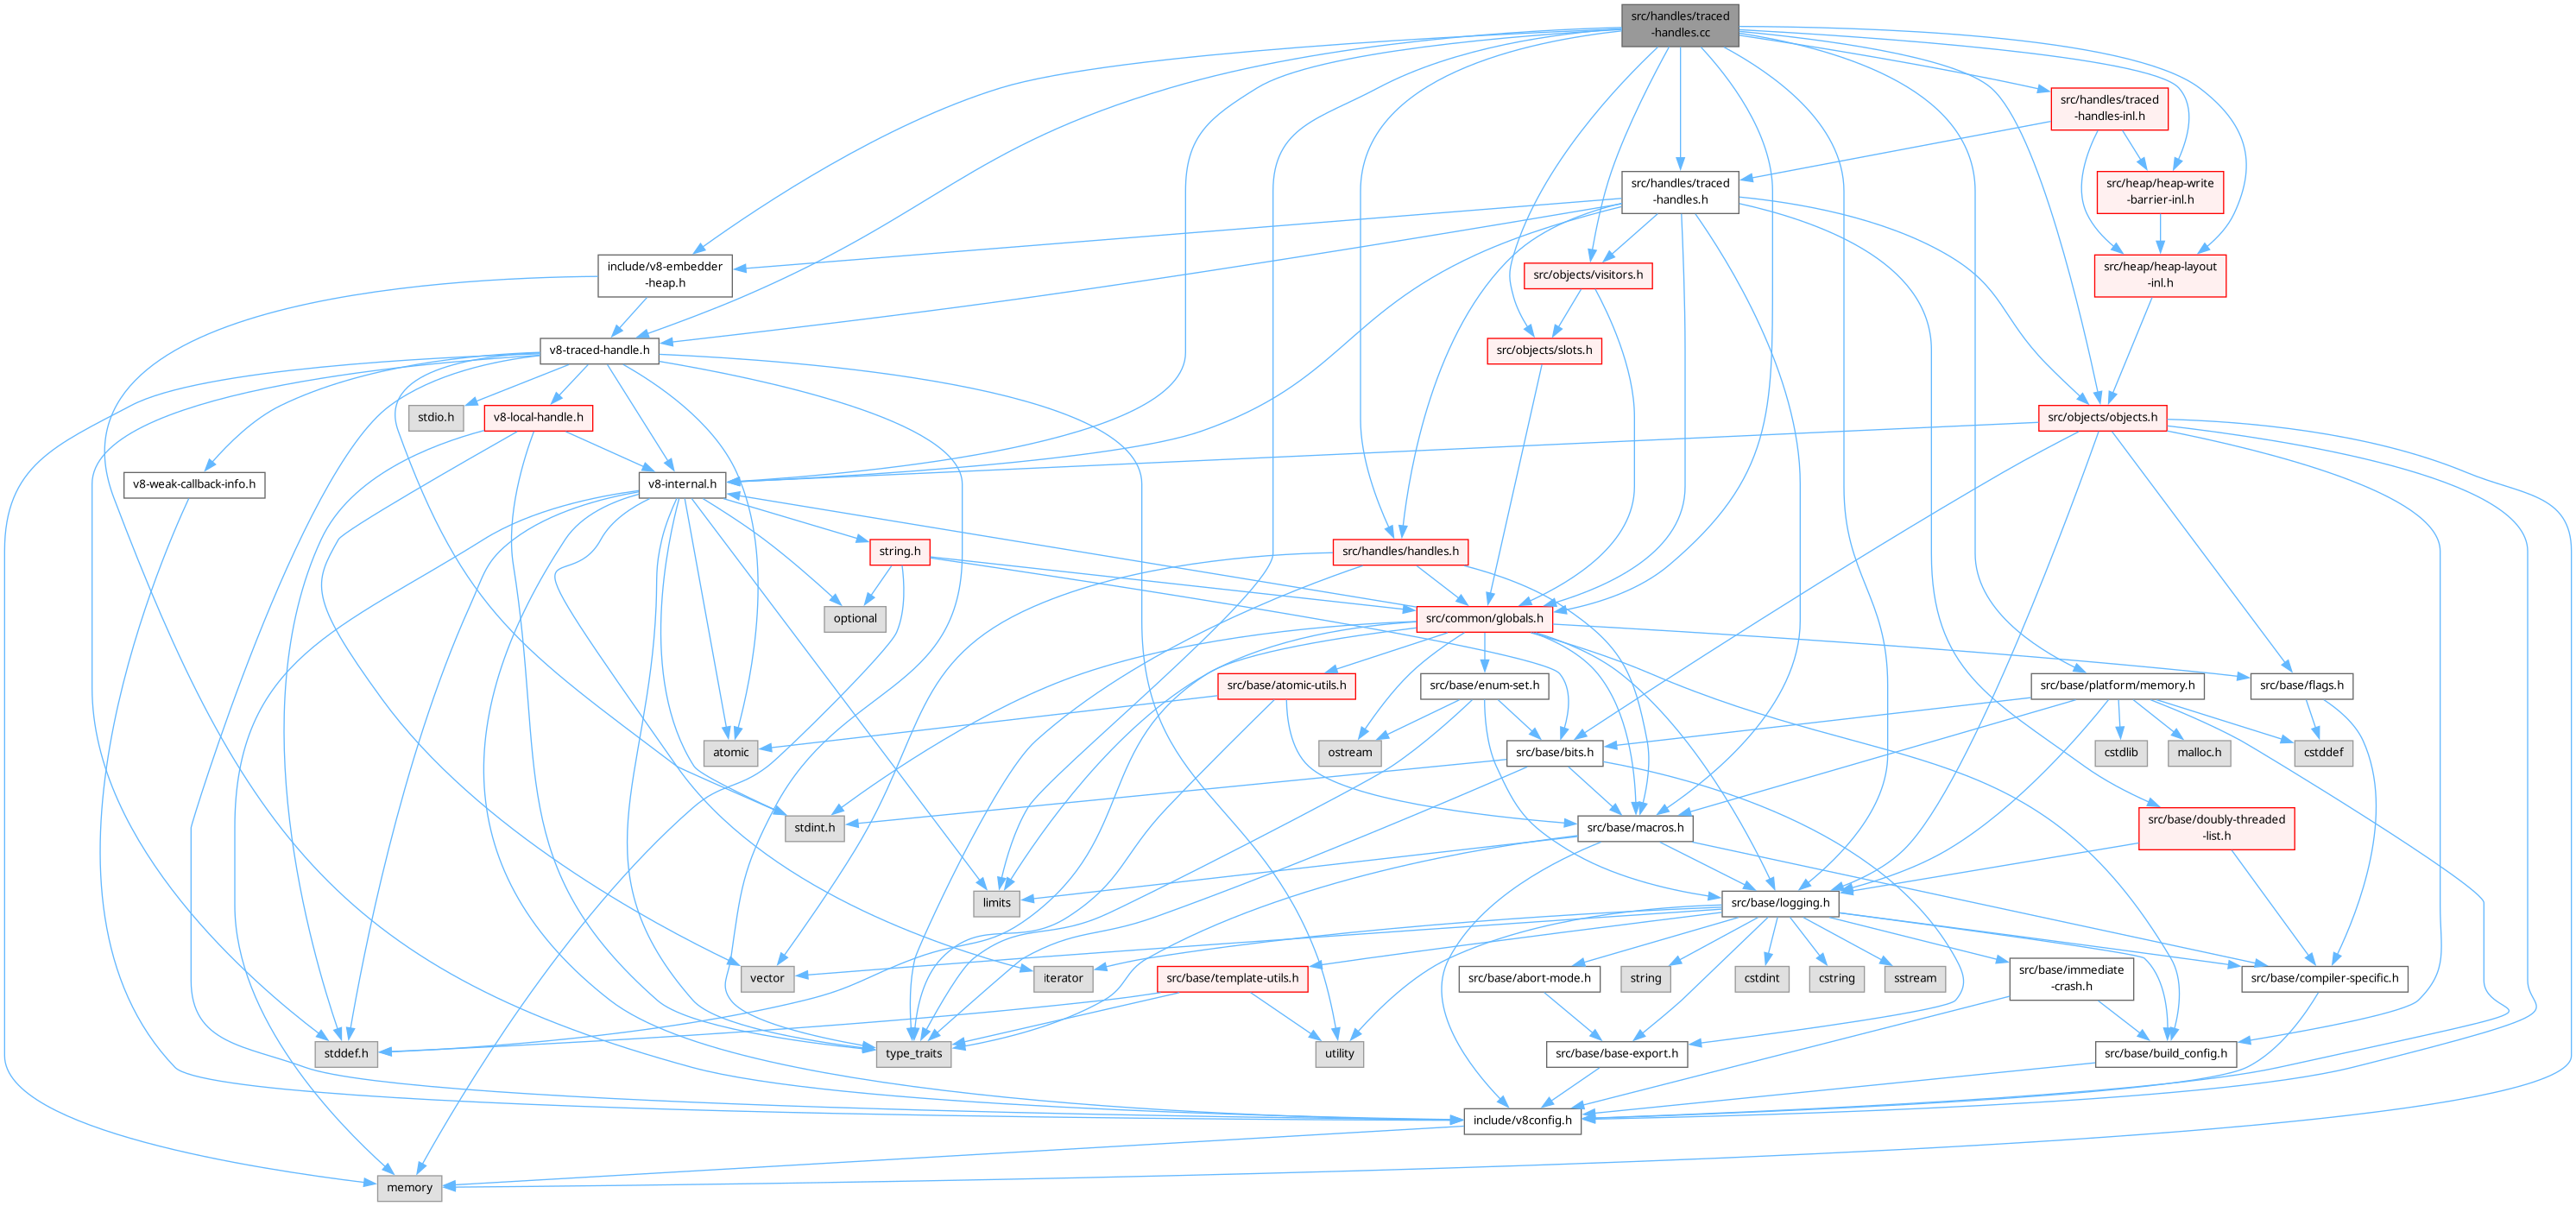 src/handles/traced
-handles.cc
src/handles/traced
-handles-inl.h
src/handles/traced
-handles.h
src/heap/heap-write
-barrier-inl.h
include/v8-embedder
-heap.h
src/objects/visitors.h
src/heap/heap-layout
-inl.h
v8-traced-handle.h
src/objects/slots.h
stdio.h
v8-local-handle.h
src/objects/objects.h
v8-weak-callback-info.h
v8-internal.h
string.h
src/handles/handles.h
optional
src/common/globals.h
src/base/atomic-utils.h
src/base/enum-set.h
src/base/platform/memory.h
src/base/flags.h
atomic
ostream
src/base/bits.h
cstdlib
malloc.h
cstddef
stdint.h
src/base/macros.h
src/base/doubly-threaded
-list.h
limits
src/base/logging.h
vector
iterator
src/base/template-utils.h
src/base/abort-mode.h
string
cstdint
cstring
sstream
src/base/immediate
-crash.h
src/base/compiler-specific.h
stddef.h
type_traits
utility
src/base/base-export.h
src/base/build_config.h
include/v8config.h
memory